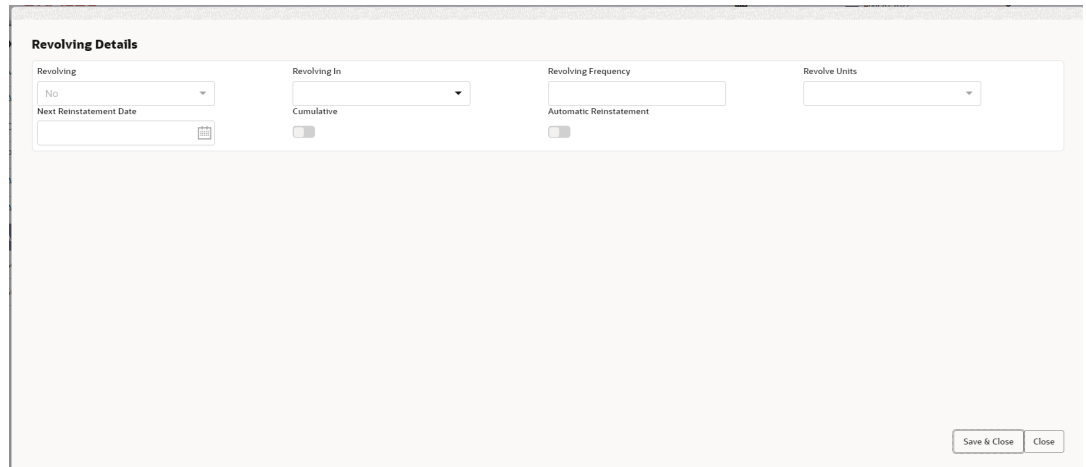 Revolving Details
Revolving Revolving In Revolving Frequency Revolve Units
No
Next Reinstatement Date Cumulative Automatic Reinstatement
Save & Close Close